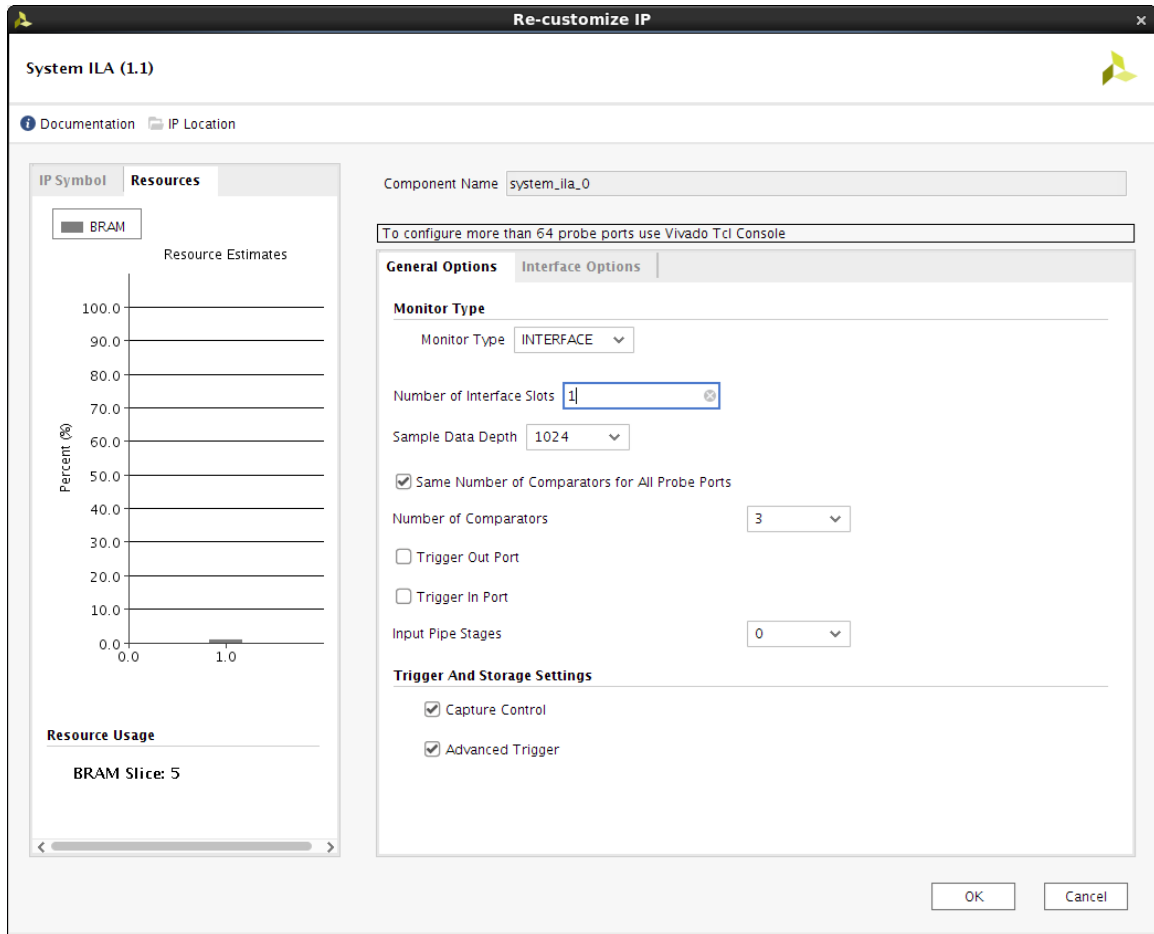 Re-customize IP
System ILA (1.1)
Documentation IP Location
IP Symbol Resources
BRAM
Resource Estimates
100.0
90.0
80.0
70.0
60.0
50.0
40.0
30.0
20.0
10.0
0.0
0.0 1.0
Percent (%)
Resource Usage
BRAM Slice: 5
Component Name system_ila_0
To configure more than 64 probe ports use Vivado Tcl Console
General Options Interface Options
Monitor Type
Monitor Type INTERFACE
Number of Interface Slots 1
Sample Data Depth 1024
Same Number of Comparators for All Probe Ports
Number of Comparators 3
Trigger Out Port
Trigger In Port
Input Pipe Stages 0
Trigger And Storage Settings
Capture Control
Advanced Trigger
OK Cancel